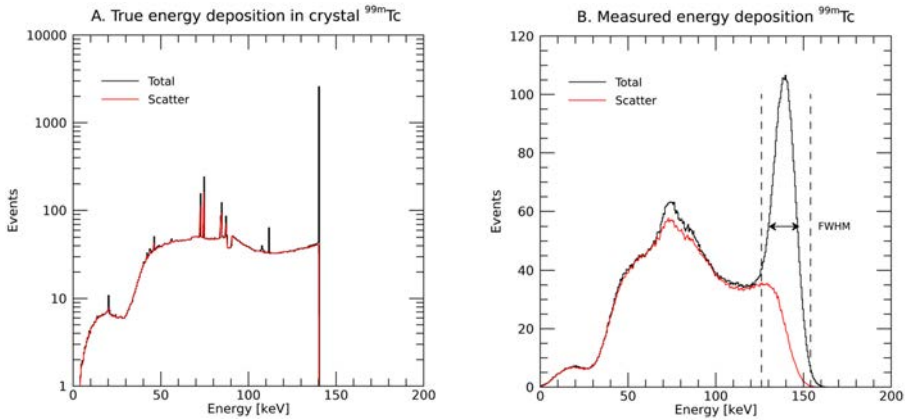 A. True energy deposition in crystal ⁹⁹ᵐTc
10000
1000
100
10
1
Events
Total
Scatter
0 50 100 150 200
Energy [keV]
B. Measured energy deposition ⁹⁹ᵐTc
120
100
80
60
40
20
0
Events
Total
Scatter
FWHM
0 50 100 150 200
Energy [keV]